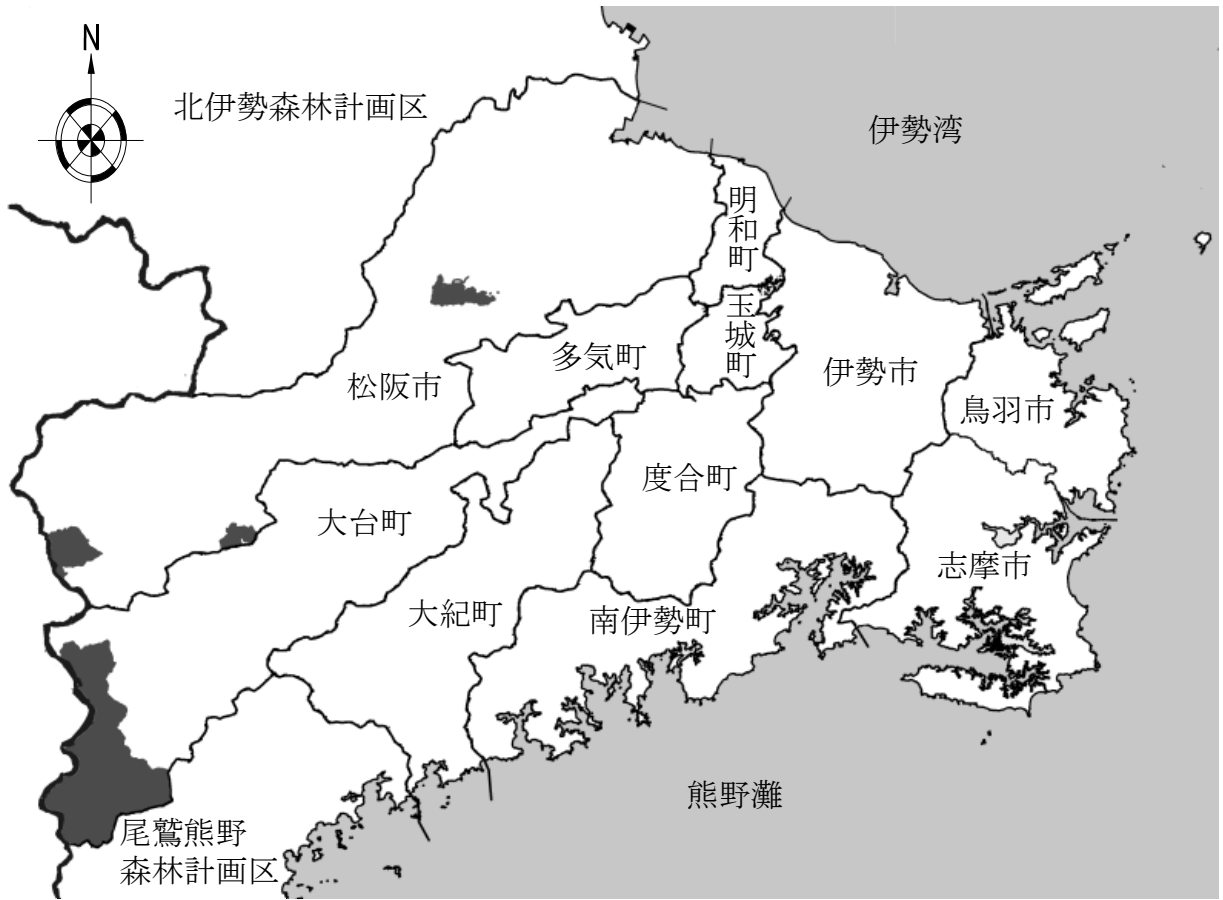 N
北伊勢森林計画区
伊勢湾
明和町
玉城町
多気町
伊勢市
松阪市
鳥羽市
度合町
大台町
志摩市
大紀町
南伊勢町
熊野灘
尾鷲熊野
森林計画区